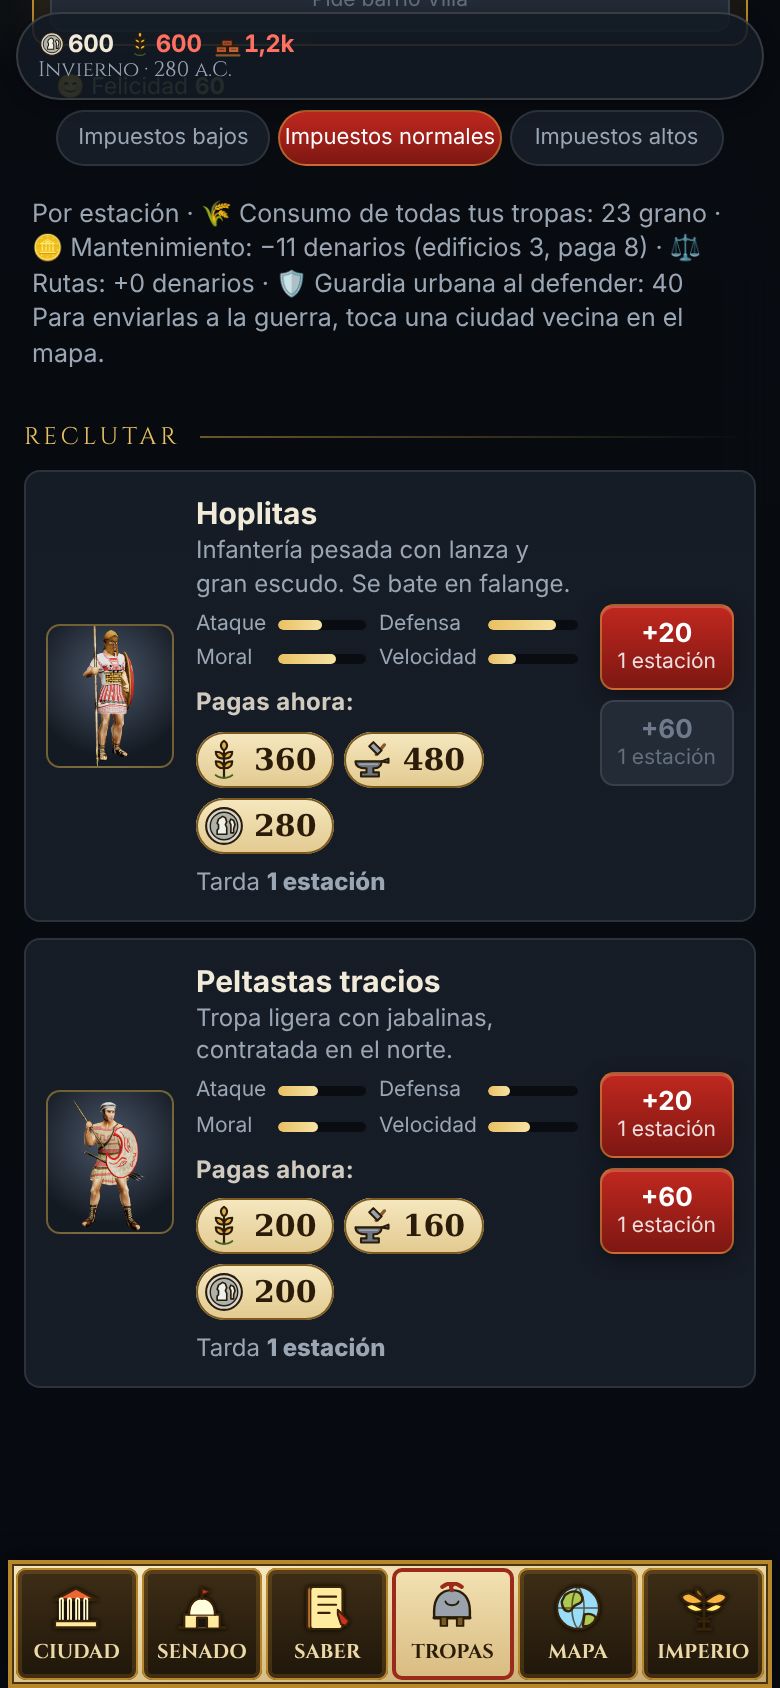 Pide barrio Villa
600 600 1,2k
Invierno · 280 a.C.
Felicidad 60
Impuestos bajos Impuestos normales Impuestos altos
Por estación · Consumo de todas tus tropas: 23 grano ·
Mantenimiento: −11 denarios (edificios 3, paga 8) ·
Rutas: +0 denarios · Guardia urbana al defender: 40
Para enviarlas a la guerra, toca una ciudad vecina en el
mapa.
RECLUTAR
Hoplitas
Infantería pesada con lanza y
gran escudo. Se bate en falange.
Ataque Defensa
Moral Velocidad
+20
1 estación
+60
1 estación
Pagas ahora:
360 480
280
Tarda 1 estación
Peltastas tracios
Tropa ligera con jabalinas,
contratada en el norte.
Ataque Defensa
Moral Velocidad
+20
1 estación
+60
1 estación
Pagas ahora:
200 160
200
Tarda 1 estación
CIUDAD SENADO SABER TROPAS MAPA IMPERIO